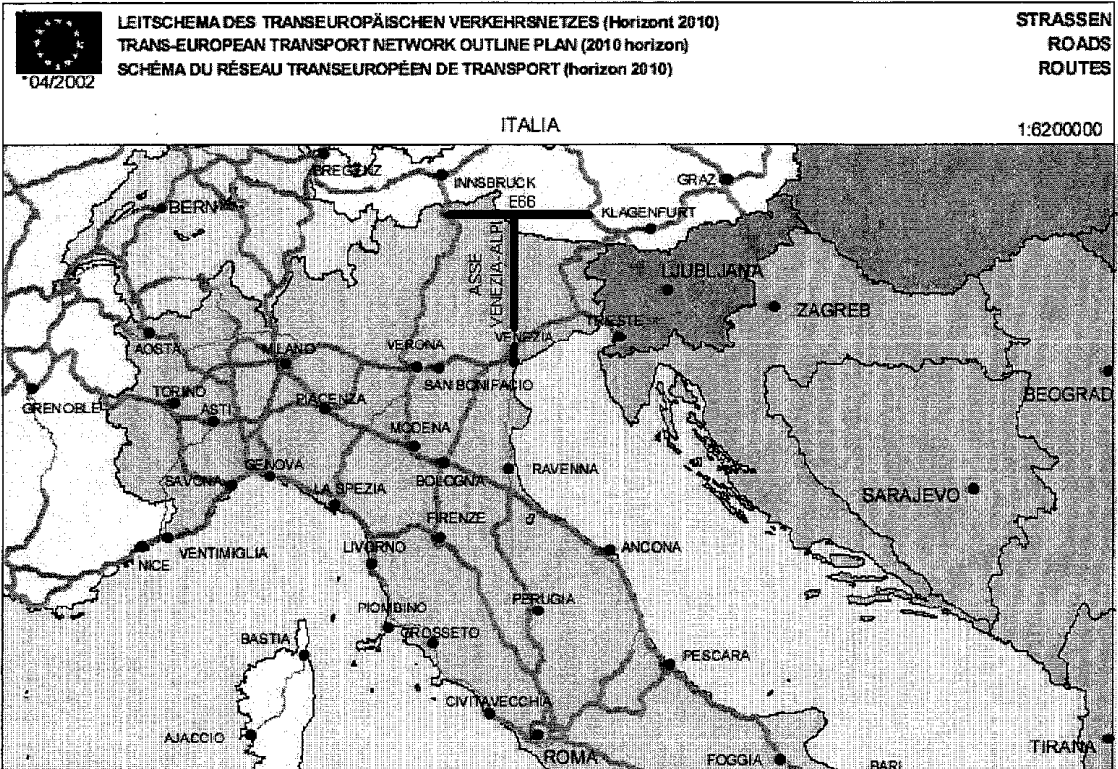 LEITSCHEMA DES TRANSEUROPÄISCHEN VERKEHRSNETZES (Horizont 2010)
TRANS-EUROPEAN TRANSPORT NETWORK OUTLINE PLAN (2010 horizon)
SCHÉMA DU RÉSEAU TRANSEUROPÉEN DE TRANSPORT (horizon 2010)
04/2002
STRASSEN
ROADS
ROUTES
ITALIA
1:6200000
BREGENZ
INNSBRUCK
GRAZ
E66
BERN
KLAGENFURT
ASSE
VENEZIA-ALPI
LJUBLJANA
ZAGREB
TRIESTE
AOSTA
MILANO
VERONA
VENEZIA
SAN BONIFACIO
BEOGRAD
GRENOBLE
TORINO
ASTI
PIACENZA
MODENA
GENOVA
SAVONA
LA SPEZIA
BOLOGNA
RAVENNA
SARAJEVO
FIRENZE
VENTIMIGLIA
NICE
LIVORNO
ANCONA
PIOMBINO
PERUGIA
GROSSETO
BASTIA
PESCARA
CIVITAVECCHIA
AJACCIO
ROMA
FOGGIA
BARI
TIRANA